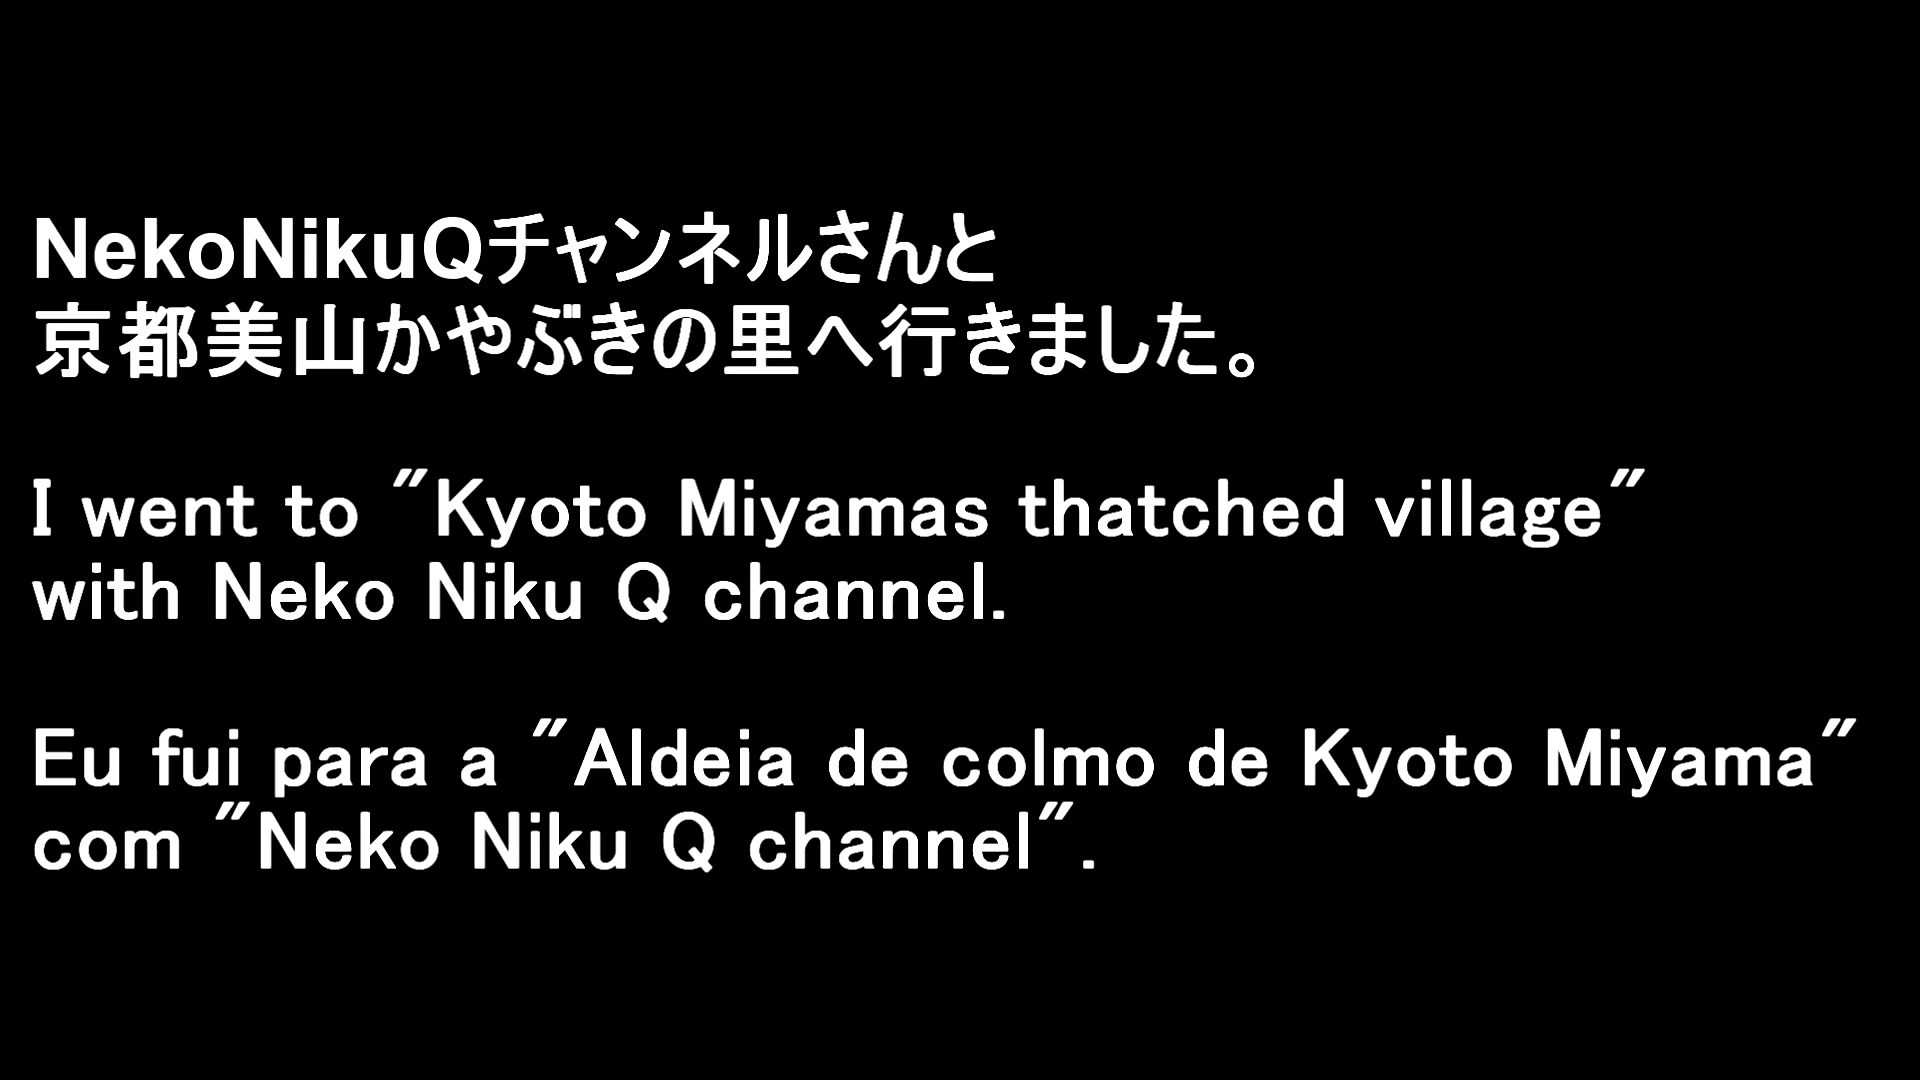 NekoNikuQチャンネルさんと
京都美山かやぶきの里へ行きました。
I went to "Kyoto Miyamas thatched village"
with Neko Niku Q channel.
Eu fui para a "Aldeia de colmo de Kyoto Miyama"
com "Neko Niku Q channel".